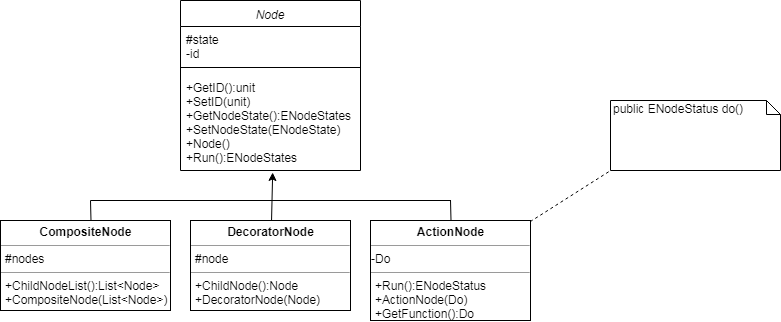 Node
#state
-id
+GetID():unit
+SetID(unit)
+GetNodeState():ENodeStates
+SetNodeState(ENodeState)
+Node()
+Run():ENodeStates
public ENodeStatus do()
CompositeNode
#nodes
+ChildNodeList():List<Node>
+CompositeNode(List<Node>)
DecoratorNode
#node
+ChildNode():Node
+DecoratorNode(Node)
ActionNode
-Do
+Run():ENodeStatus
+ActionNode(Do)
+GetFunction():Do